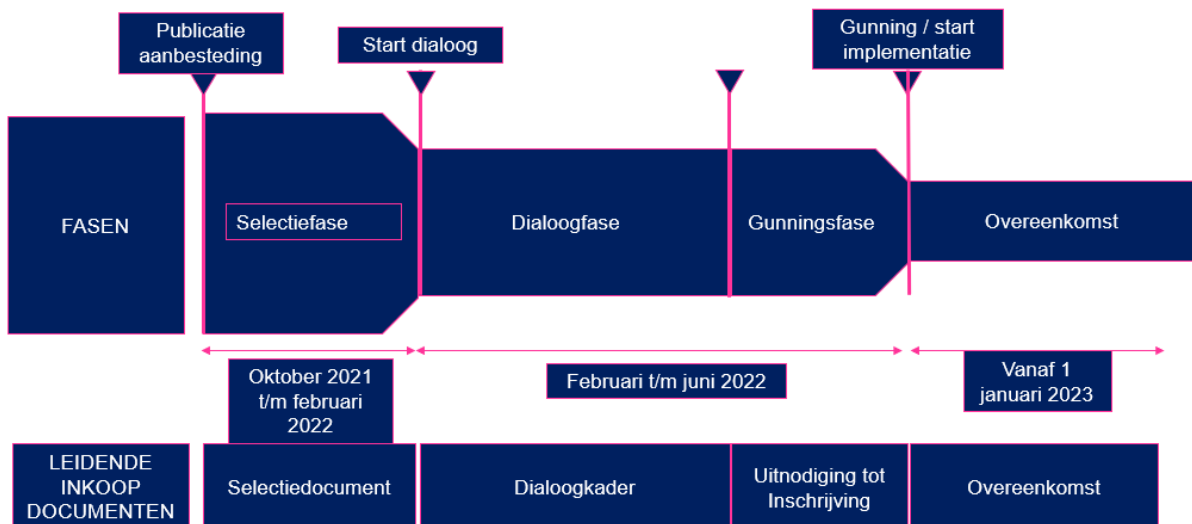 Publicatie
aanbesteding
Start dialoog
Gunning / start
implementatie
FASEN
Selectiefase
Dialoogfase
Gunningsfase
Overeenkomst
Oktober 2021
t/m februari
2022
Februari t/m juni 2022
Vanaf 1
januari 2023
LEIDENDE
INKOOP
DOCUMENTEN
Selectiedocument
Dialoogkader
Uitnodiging tot
Inschrijving
Overeenkomst